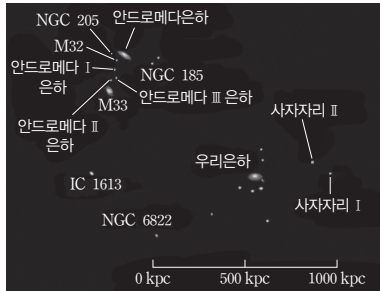 NGC 205
안드로메다은하
M32
안드로메다 Ⅰ
은하
NGC 185
안드로메다 Ⅲ 은하
M33
안드로메다 Ⅱ
은하
사자자리 Ⅱ
우리은하
IC 1613
사자자리 Ⅰ
NGC 6822
0 kpc
500 kpc
1000 kpc